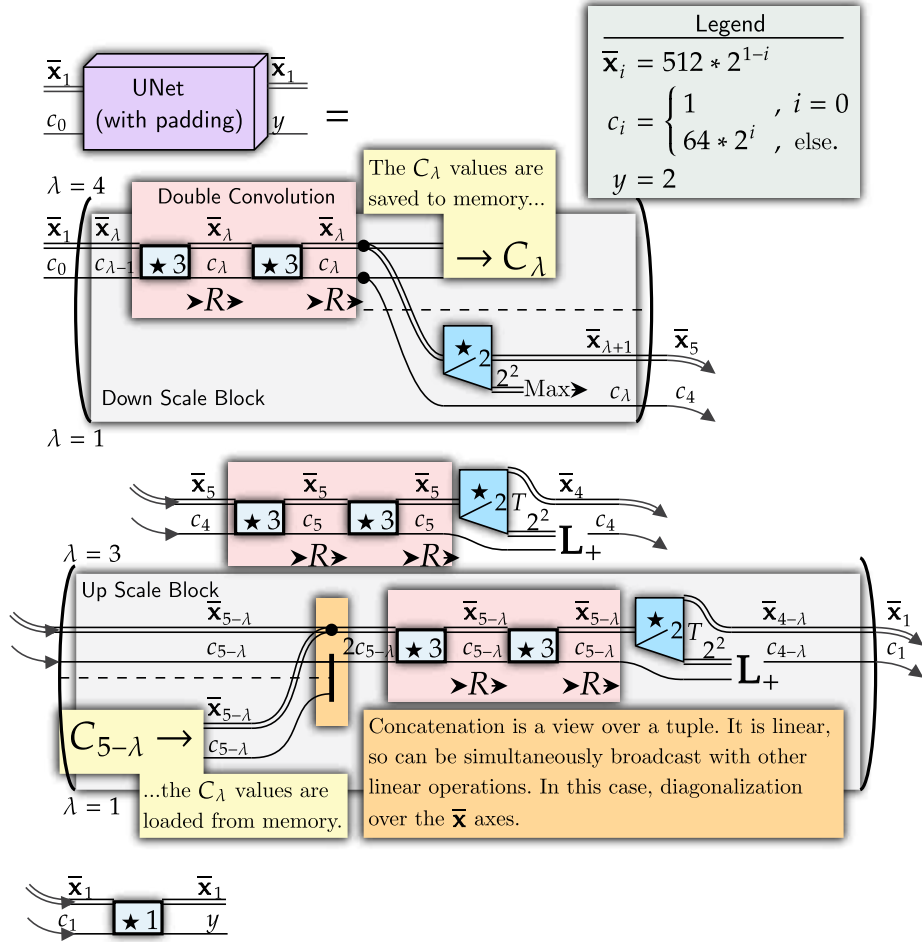 Legend
x̄ᵢ = 512 * 2¹⁻ⁱ
cᵢ = { 1 , i = 0
64 * 2ⁱ , else.
y = 2
x̄₁ x̄₁
UNet
(with padding)
c₀ y =
λ = 4
Double Convolution
The C_λ values are
saved to memory...
x̄₁ x̄_λ x̄_λ x̄_λ
★ 3 ★ 3 → C_λ
c₀ c_{λ−1} c_λ c_λ
R R
★ 2 x̄_{λ+1} x̄₅
2² Max c_λ c₄
Down Scale Block
λ = 1
x̄₅ x̄₅ x̄₅ ★ 2 T x̄₄
c₄ ★ 3 c₅ ★ 3 c₅ 2² L₊ c₄
R R
λ = 3
Up Scale Block
x̄_{5−λ} x̄_{5−λ} x̄_{5−λ} ★ 2 T x̄_{4−λ} x̄₁
c_{5−λ} 2c_{5−λ} ★ 3 c_{5−λ} ★ 3 c_{5−λ} 2² L₊ c_{4−λ} c₁
R R
x̄_{5−λ}
C_{5−λ} →
c_{5−λ}
Concatenation is a view over a tuple. It is linear,
so can be simultaneously broadcast with other
linear operations. In this case, diagonalization
over the x̄ axes.
...the C_λ values are
loaded from memory.
λ = 1
x̄₁ x̄₁
c₁ ★ 1 y